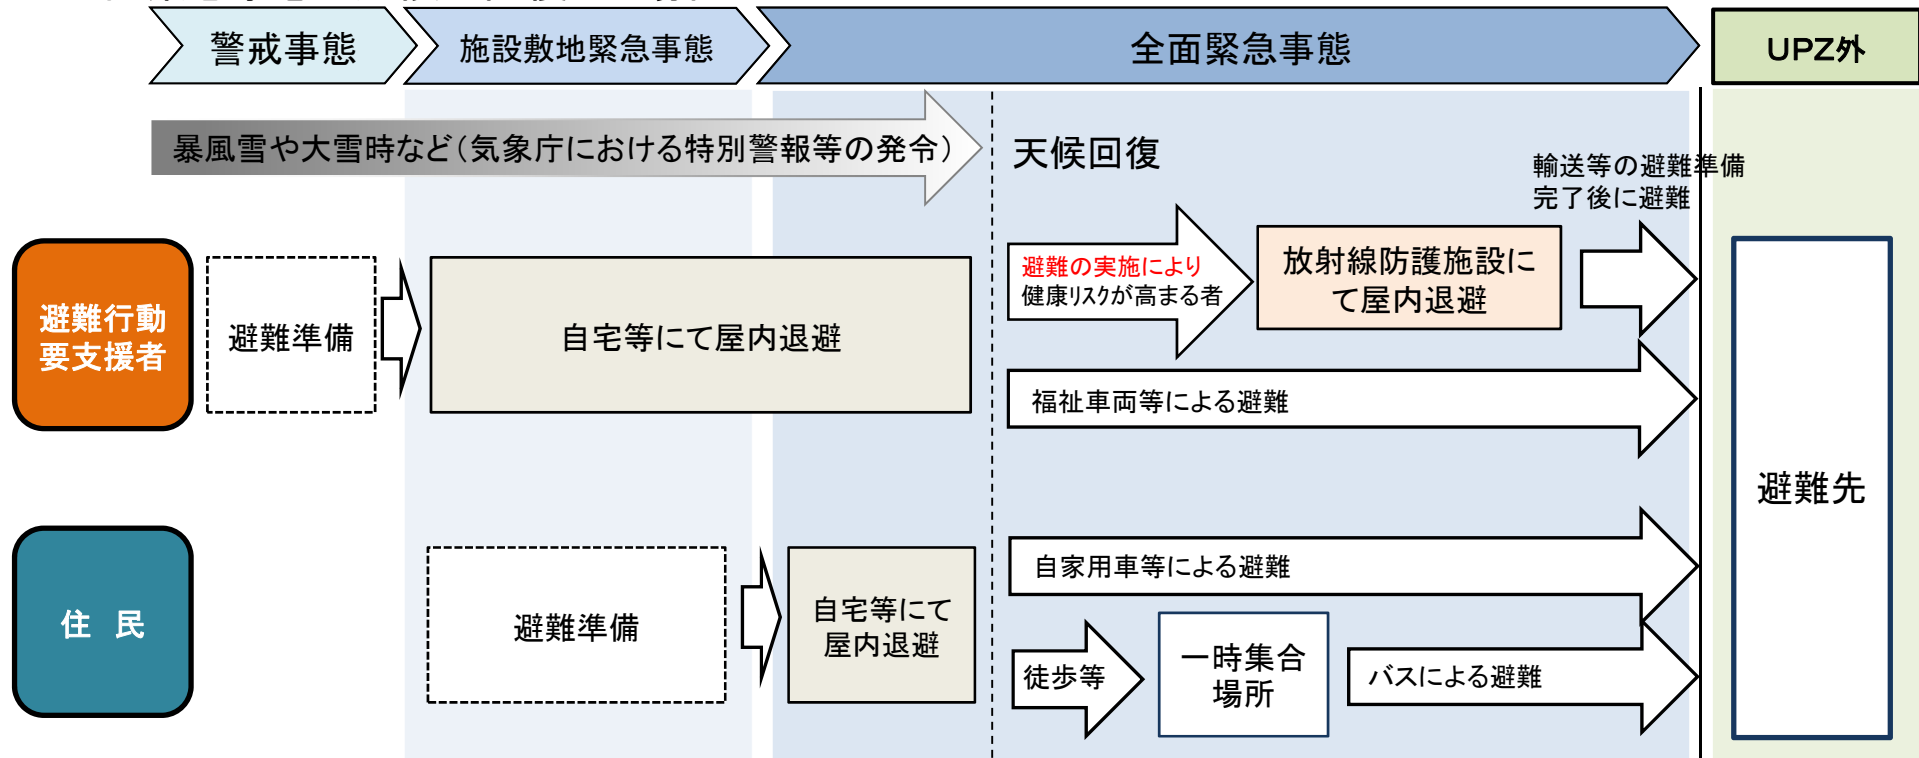 警戒事態
施設敷地緊急事態
全面緊急事態
UPZ外
暴風雪や大雪時など(気象庁における特別警報等の発令)
天候回復
輸送等の避難準備
完了後に避難
避難行動
要支援者
避難準備
自宅等にて屋内退避
避難の実施により
健康リスクが高まる者
放射線防護施設に
て屋内退避
福祉車両等による避難
避難先
住 民
避難準備
自宅等にて
屋内退避
自家用車等による避難
徒歩等
一時集合
場所
バスによる避難